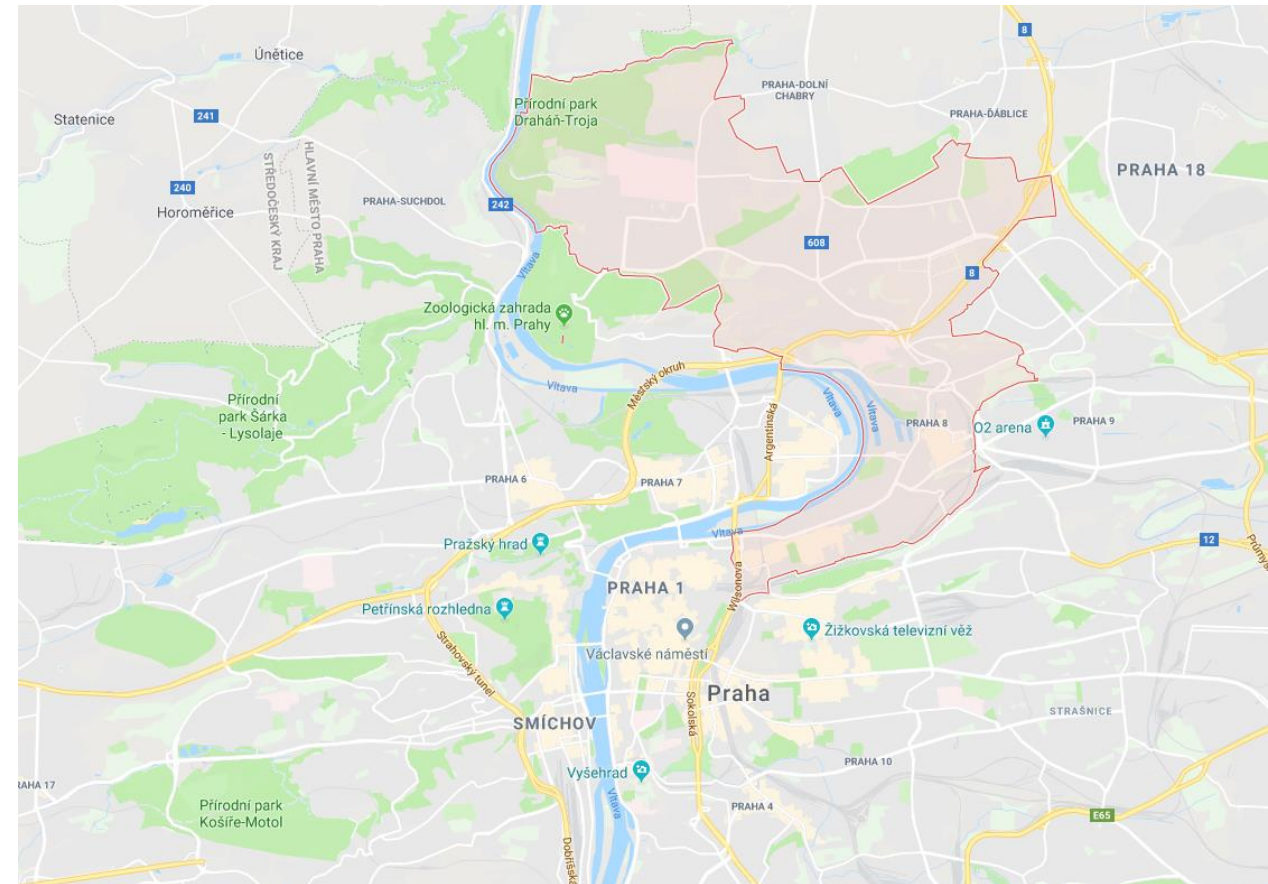 8
Únětice
PRAHA-DOLNÍ
CHABRY
Přírodní park
Draháň-Troja
Statenice
241
PRAHA-ĎÁBLICE
HLAVNÍ MĚSTO PRAHA
STŘEDOČESKÝ KRAJ
PRAHA 18
240
PRAHA-SUCHDOL
242
Horoměřice
608
Vltava
8
Zoologická zahrada
hl. m. Prahy
Městský okruh
Vltava
Přírodní
park Šárka
- Lysolaje
Argentinská
Vltava
Vltava
PRAHA 8
O2 arena
PRAHA 9
PRAHA 6
PRAHA 7
Pražský hrad
Vltava
12
Průmys
PRAHA 1
Wilsonova
Petřínská rozhledna
Žižkovská televizní věž
Václavské náměstí
Strahovský tunel
Praha
Sokolská
SMÍCHOV
STRAŠNICE
Vyšehrad
PRAHA 10
AHA 17
Vltava
Přírodní park
Košíře-Motol
PRAHA 4
E65
Dobříšská